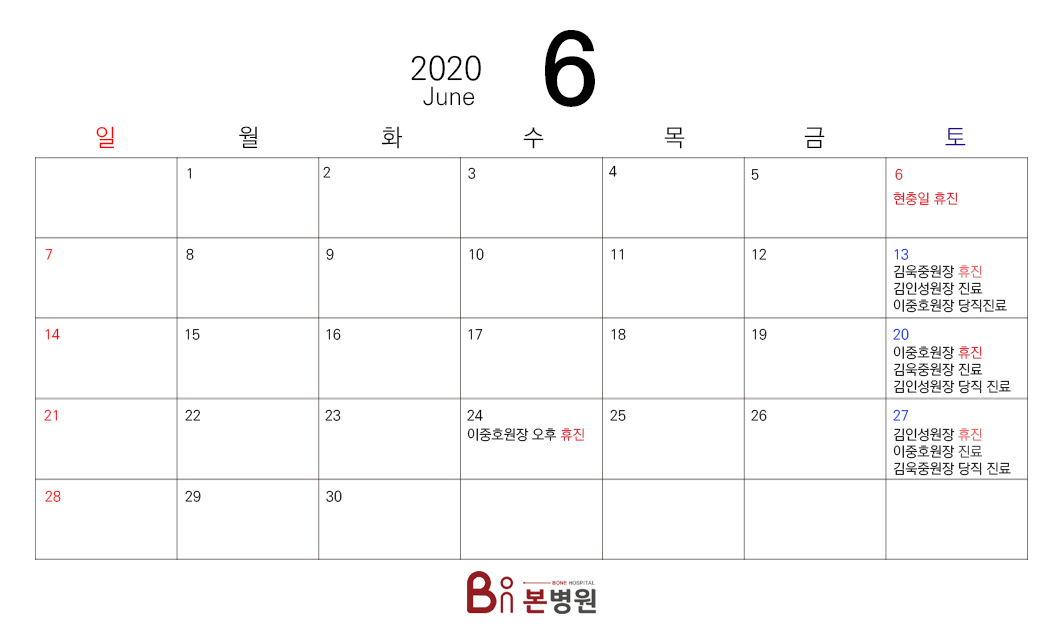 2020
June
6
일 월 화 수 목 금 토
1 2 3 4 5 6
현충일 휴진
7 8 9 10 11 12 13
김욱중원장 휴진
김인성원장 진료
이중호원장 당직진료
14 15 16 17 18 19 20
이중호원장 휴진
김욱중원장 진료
김인성원장 당직 진료
21 22 23 24 25 26 27
이중호원장 오후 휴진
김인성원장 휴진
이중호원장 진료
김욱중원장 당직 진료
28 29 30
BONE HOSPITAL
본병원